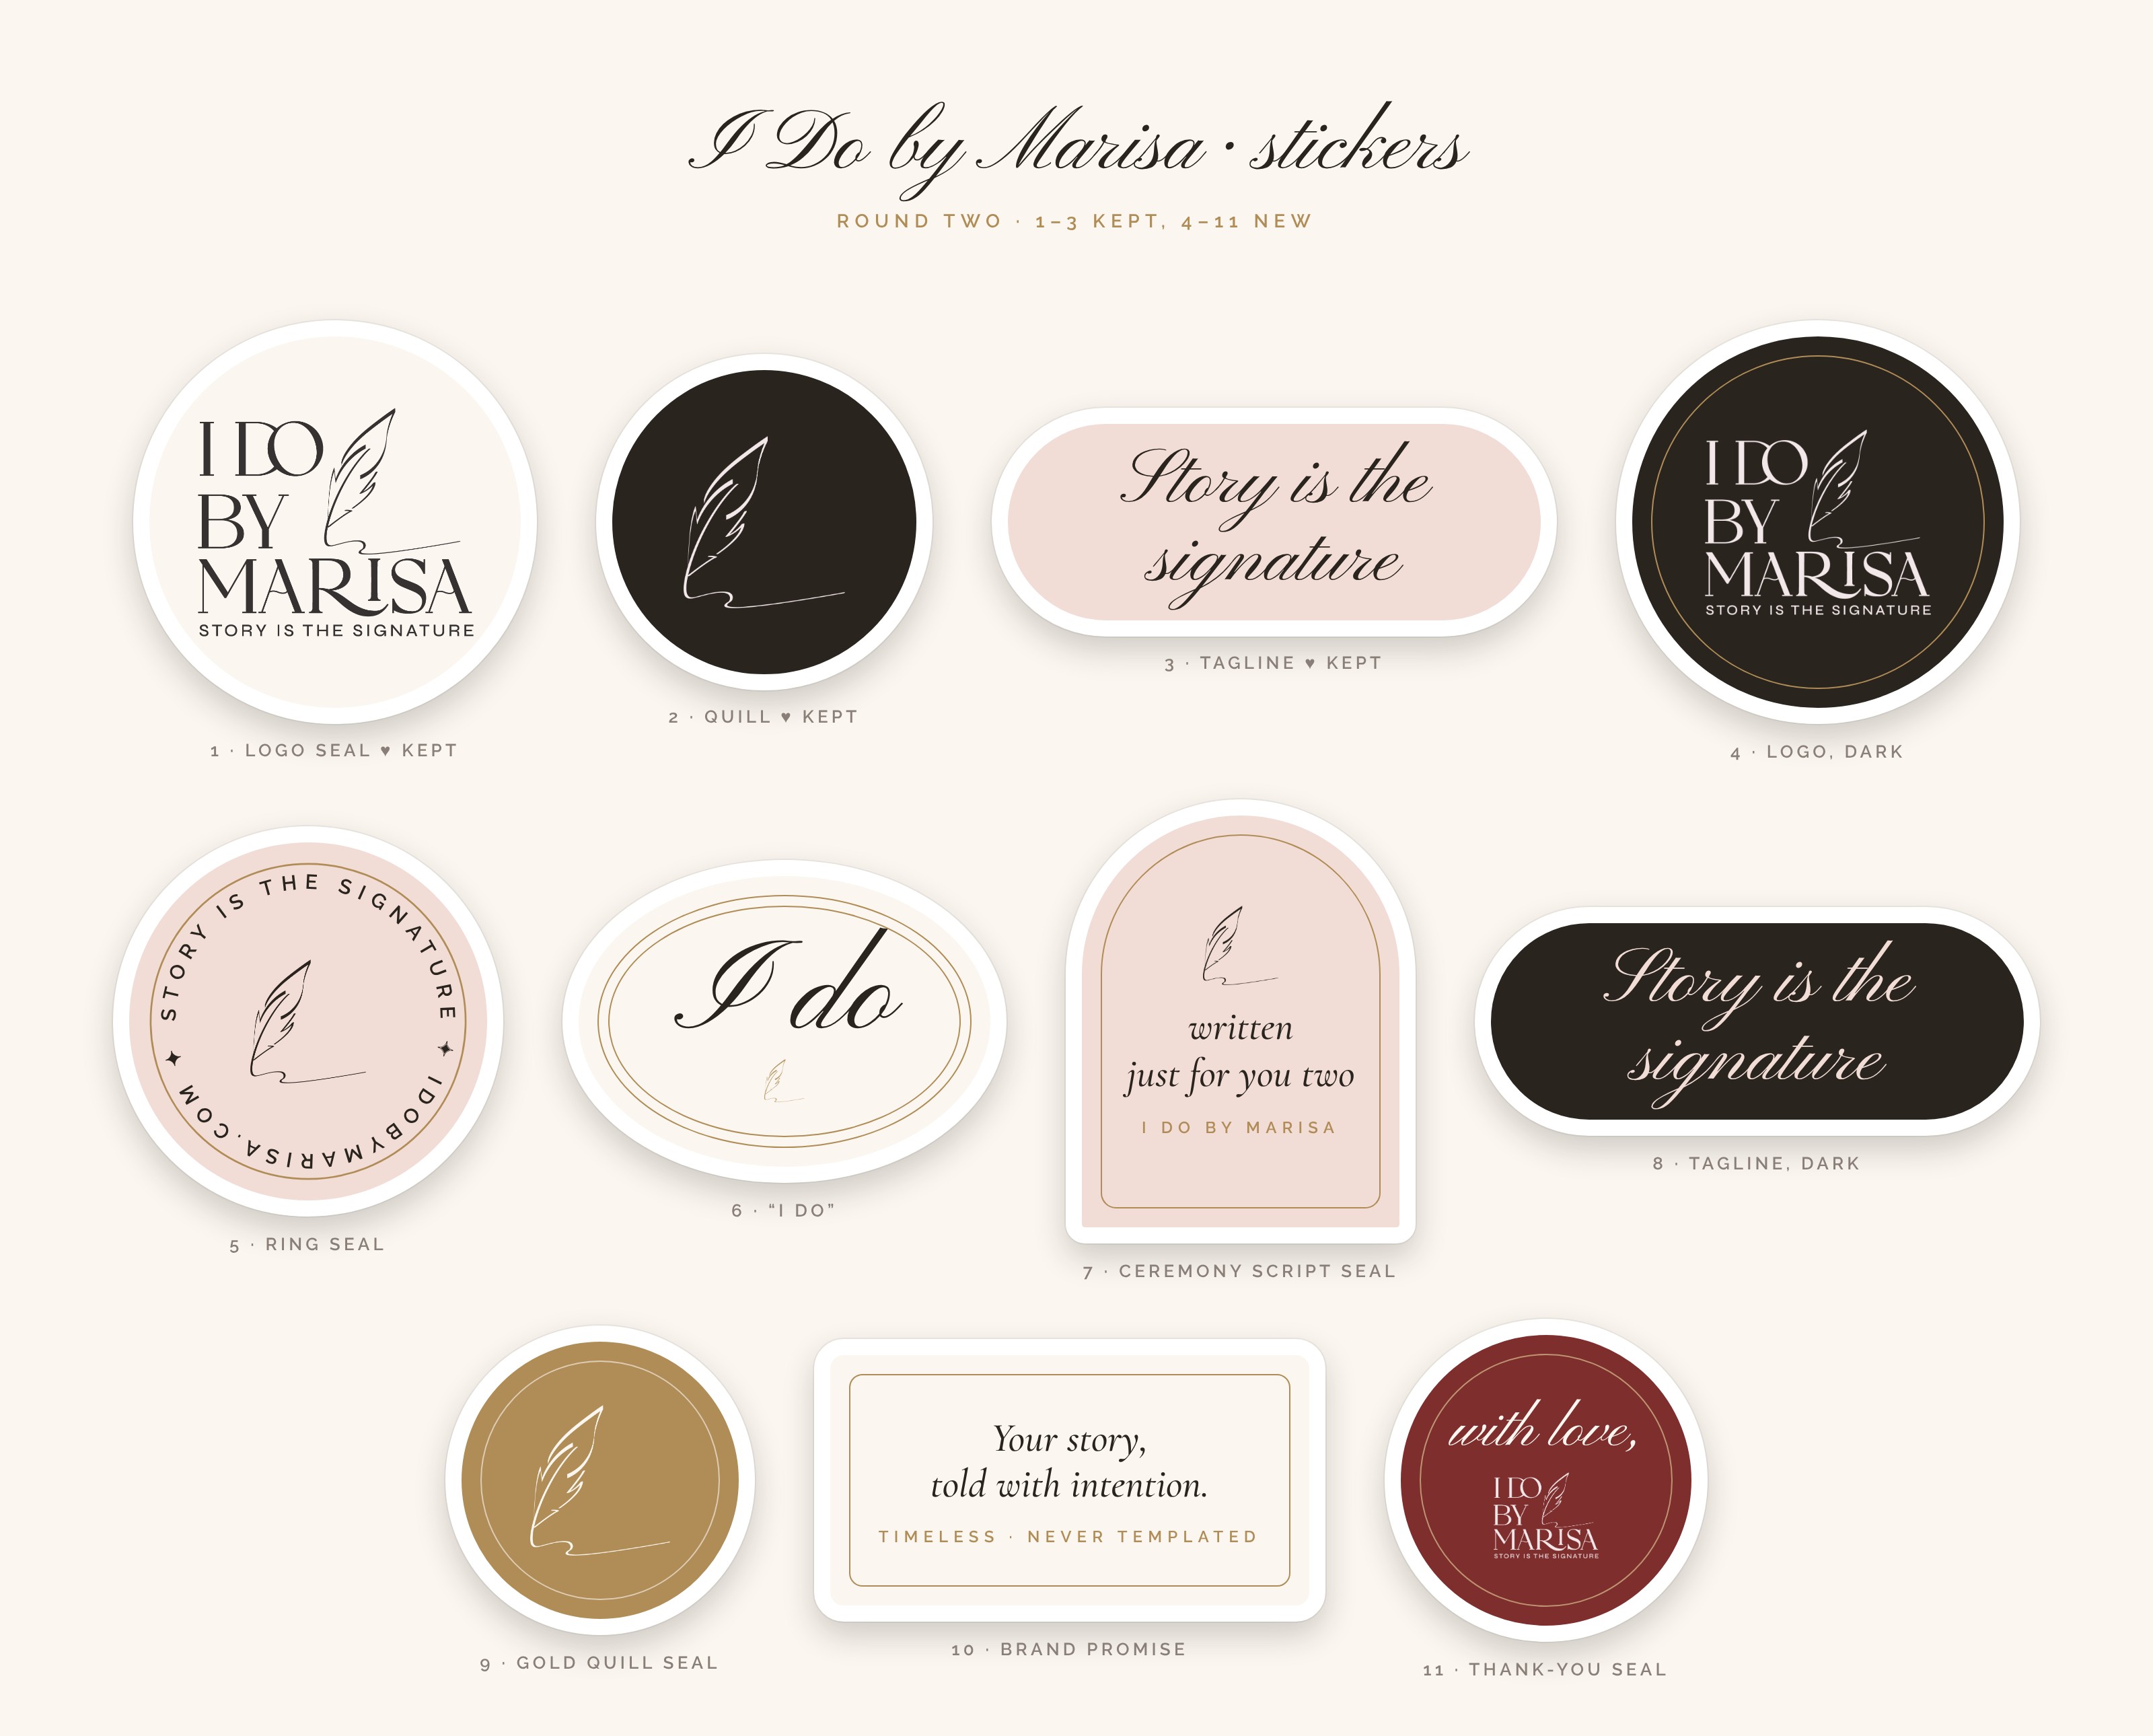 I Do by Marisa · stickers
ROUND TWO · 1–3 KEPT, 4–11 NEW
I DO
BY
MARISA
STORY IS THE SIGNATURE
1 · LOGO SEAL ♥ KEPT
2 · QUILL ♥ KEPT
Story is the
signature
3 · TAGLINE ♥ KEPT
I DO
BY
MARISA
STORY IS THE SIGNATURE
4 · LOGO, DARK
STORY IS THE SIGNATURE ✦ IDOBYMARISA.COM ✦
5 · RING SEAL
I do
6 · “I DO”
written
just for you two
I DO BY MARISA
7 · CEREMONY SCRIPT SEAL
Story is the
signature
8 · TAGLINE, DARK
9 · GOLD QUILL SEAL
Your story,
told with intention.
TIMELESS · NEVER TEMPLATED
10 · BRAND PROMISE
with love,
I DO
BY
MARISA
STORY IS THE SIGNATURE
11 · THANK-YOU SEAL